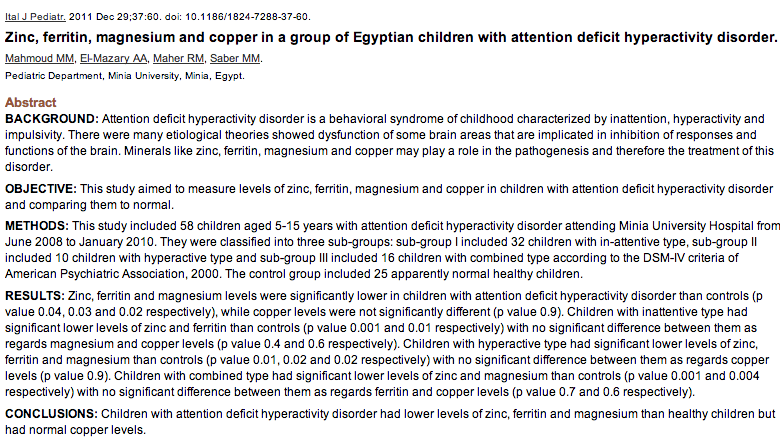 Ital J Pediatr. 2011 Dec 29;37:60. doi: 10.1186/1824-7288-37-60.
Zinc, ferritin, magnesium and copper in a group of Egyptian children with attention deficit hyperactivity disorder.
Mahmoud MM, El-Mazary AA, Maher RM, Saber MM.
Pediatric Department, Minia University, Minia, Egypt.
Abstract
BACKGROUND: Attention deficit hyperactivity disorder is a behavioral syndrome of childhood characterized by inattention, hyperactivity and
impulsivity. There were many etiological theories showed dysfunction of some brain areas that are implicated in inhibition of responses and
functions of the brain. Minerals like zinc, ferritin, magnesium and copper may play a role in the pathogenesis and therefore the treatment of this
disorder.
OBJECTIVE: This study aimed to measure levels of zinc, ferritin, magnesium and copper in children with attention deficit hyperactivity disorder
and comparing them to normal.
METHODS: This study included 58 children aged 5-15 years with attention deficit hyperactivity disorder attending Minia University Hospital from
June 2008 to January 2010. They were classified into three sub-groups: sub-group I included 32 children with in-attentive type, sub-group II
included 10 children with hyperactive type and sub-group III included 16 children with combined type according to the DSM-IV criteria of
American Psychiatric Association, 2000. The control group included 25 apparently normal healthy children.
RESULTS: Zinc, ferritin and magnesium levels were significantly lower in children with attention deficit hyperactivity disorder than controls (p
value 0.04, 0.03 and 0.02 respectively), while copper levels were not significantly different (p value 0.9). Children with inattentive type had
significant lower levels of zinc and ferritin than controls (p value 0.001 and 0.01 respectively) with no significant difference between them as
regards magnesium and copper levels (p value 0.4 and 0.6 respectively). Children with hyperactive type had significant lower levels of zinc,
ferritin and magnesium than controls (p value 0.01, 0.02 and 0.02 respectively) with no significant difference between them as regards copper
levels (p value 0.9). Children with combined type had significant lower levels of zinc and magnesium than controls (p value 0.001 and 0.004
respectively) with no significant difference between them as regards ferritin and copper levels (p value 0.7 and 0.6 respectively).
CONCLUSIONS: Children with attention deficit hyperactivity disorder had lower levels of zinc, ferritin and magnesium than healthy children but
had normal copper levels.